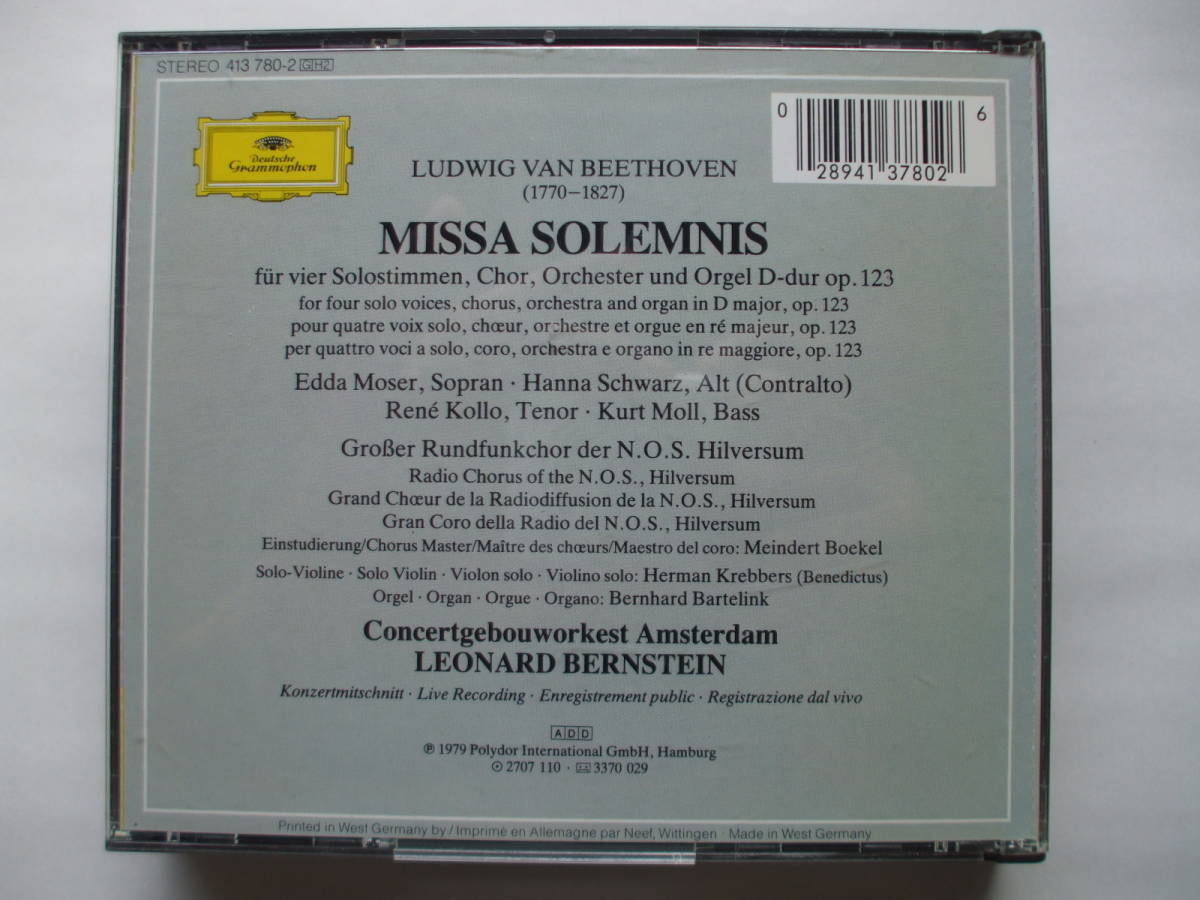 STEREO 413 780-2 GH2
Deutsche
Grammophon
0 28941 37802 6
LUDWIG VAN BEETHOVEN
(1770–1827)
MISSA SOLEMNIS
für vier Solostimmen, Chor, Orchester und Orgel D-dur op. 123
for four solo voices, chorus, orchestra and organ in D major, op. 123
pour quatre voix solo, chœur, orchestre et orgue en ré majeur, op. 123
per quattro voci a solo, coro, orchestra e organo in re maggiore, op. 123
Edda Moser, Sopran · Hanna Schwarz, Alt (Contralto)
René Kollo, Tenor · Kurt Moll, Bass
Großer Rundfunkchor der N.O.S. Hilversum
Radio Chorus of the N.O.S., Hilversum
Grand Chœur de la Radiodiffusion de la N.O.S., Hilversum
Gran Coro della Radio del N.O.S., Hilversum
Einstudierung/Chorus Master/Maître des chœurs/Maestro del coro: Meindert Boekel
Solo-Violine · Solo Violin · Violon solo · Violino solo: Herman Krebbers (Benedictus)
Orgel · Organ · Orgue · Organo: Bernhard Bartelink
Concertgebouworkest Amsterdam
LEONARD BERNSTEIN
Konzertmitschnitt · Live Recording · Enregistrement public · Registrazione dal vivo
ADD
℗ 1979 Polydor International GmbH, Hamburg
2707 110 · 3370 029
Printed in West Germany by / Imprimé en Allemagne par Neef, Wittingen · Made in West Germany